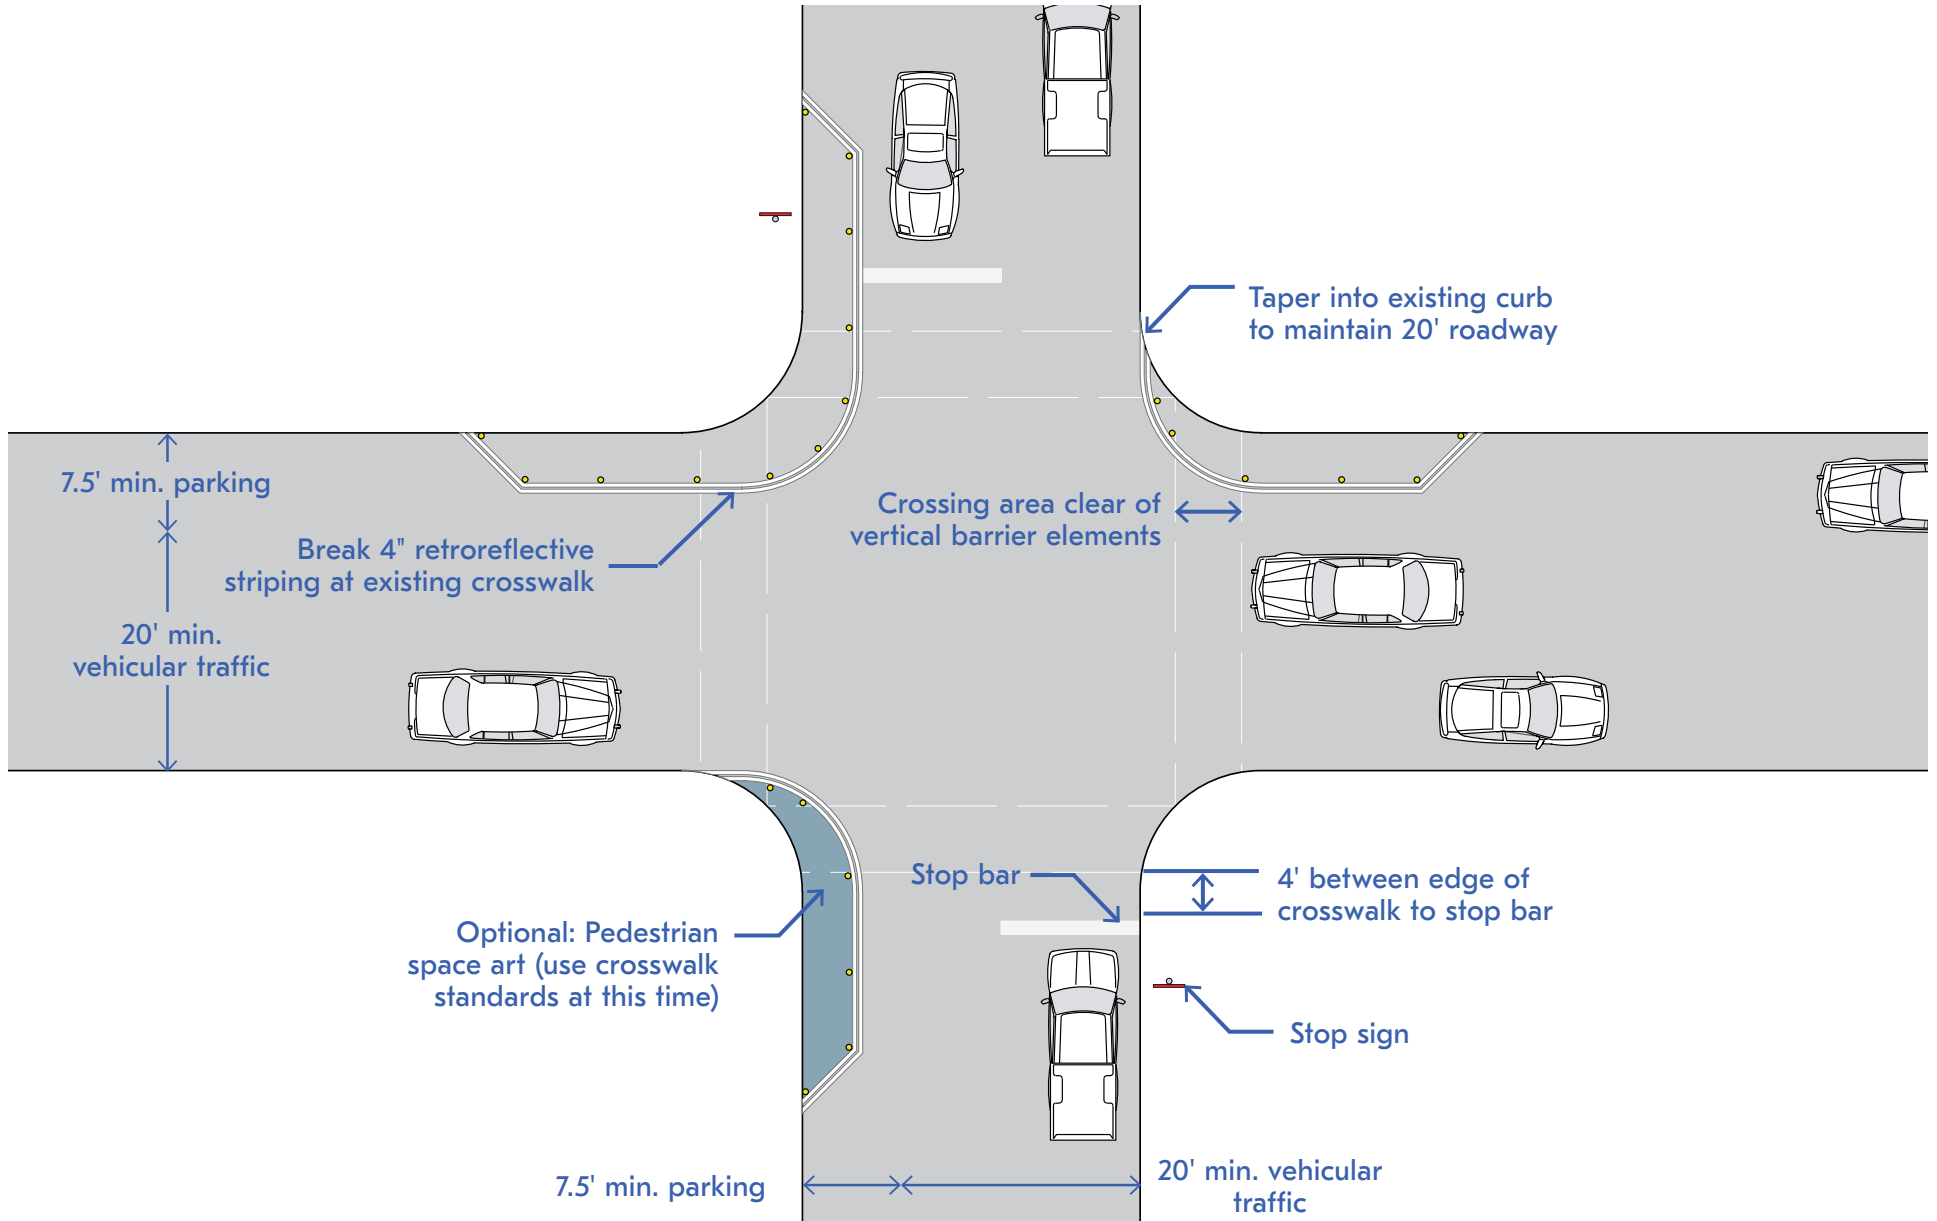 Taper into existing curb
to maintain 20' roadway
7.5' min. parking
Crossing area clear of
vertical barrier elements
Break 4" retroreflective
striping at existing crosswalk
20' min.
vehicular traffic
Stop bar
4' between edge of
crosswalk to stop bar
Optional: Pedestrian
space art (use crosswalk
standards at this time)
Stop sign
7.5' min. parking
20' min. vehicular
traffic